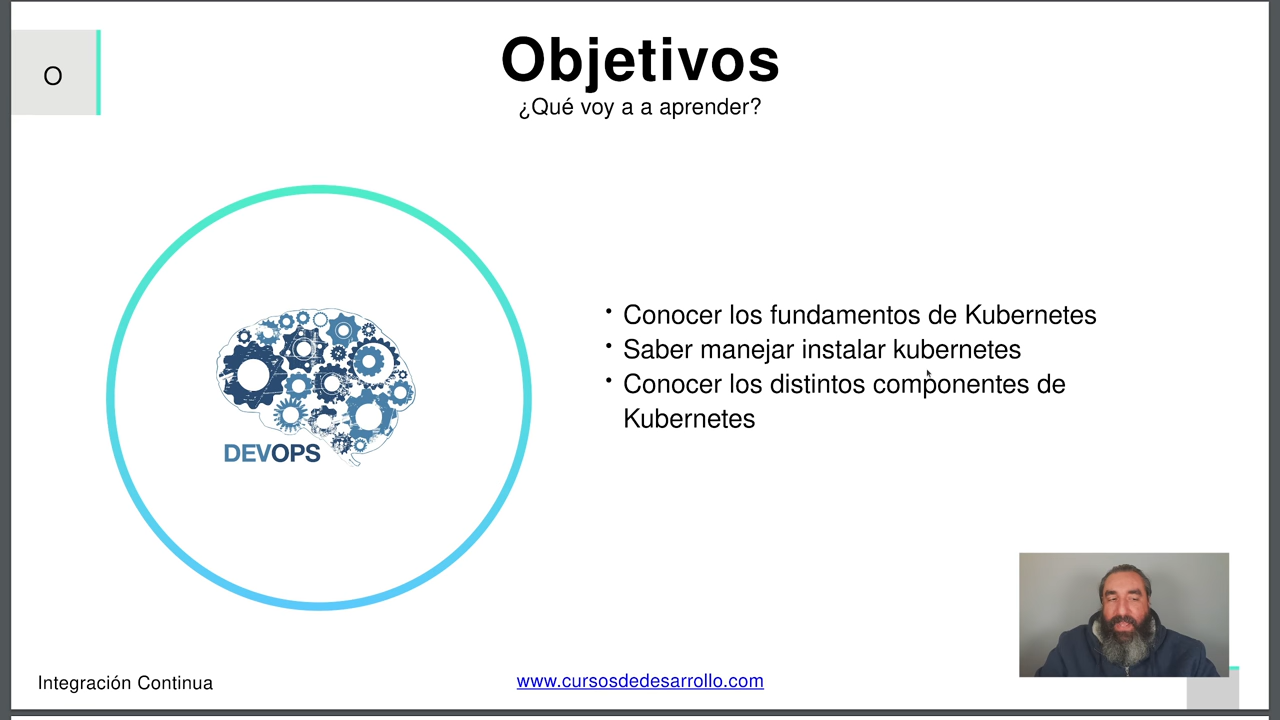 O
Objetivos
¿Qué voy a a aprender?
DEVOPS
• Conocer los fundamentos de Kubernetes
• Saber manejar instalar kubernetes
• Conocer los distintos componentes de
Kubernetes
Integración Continua
www.cursosdedesarrollo.com